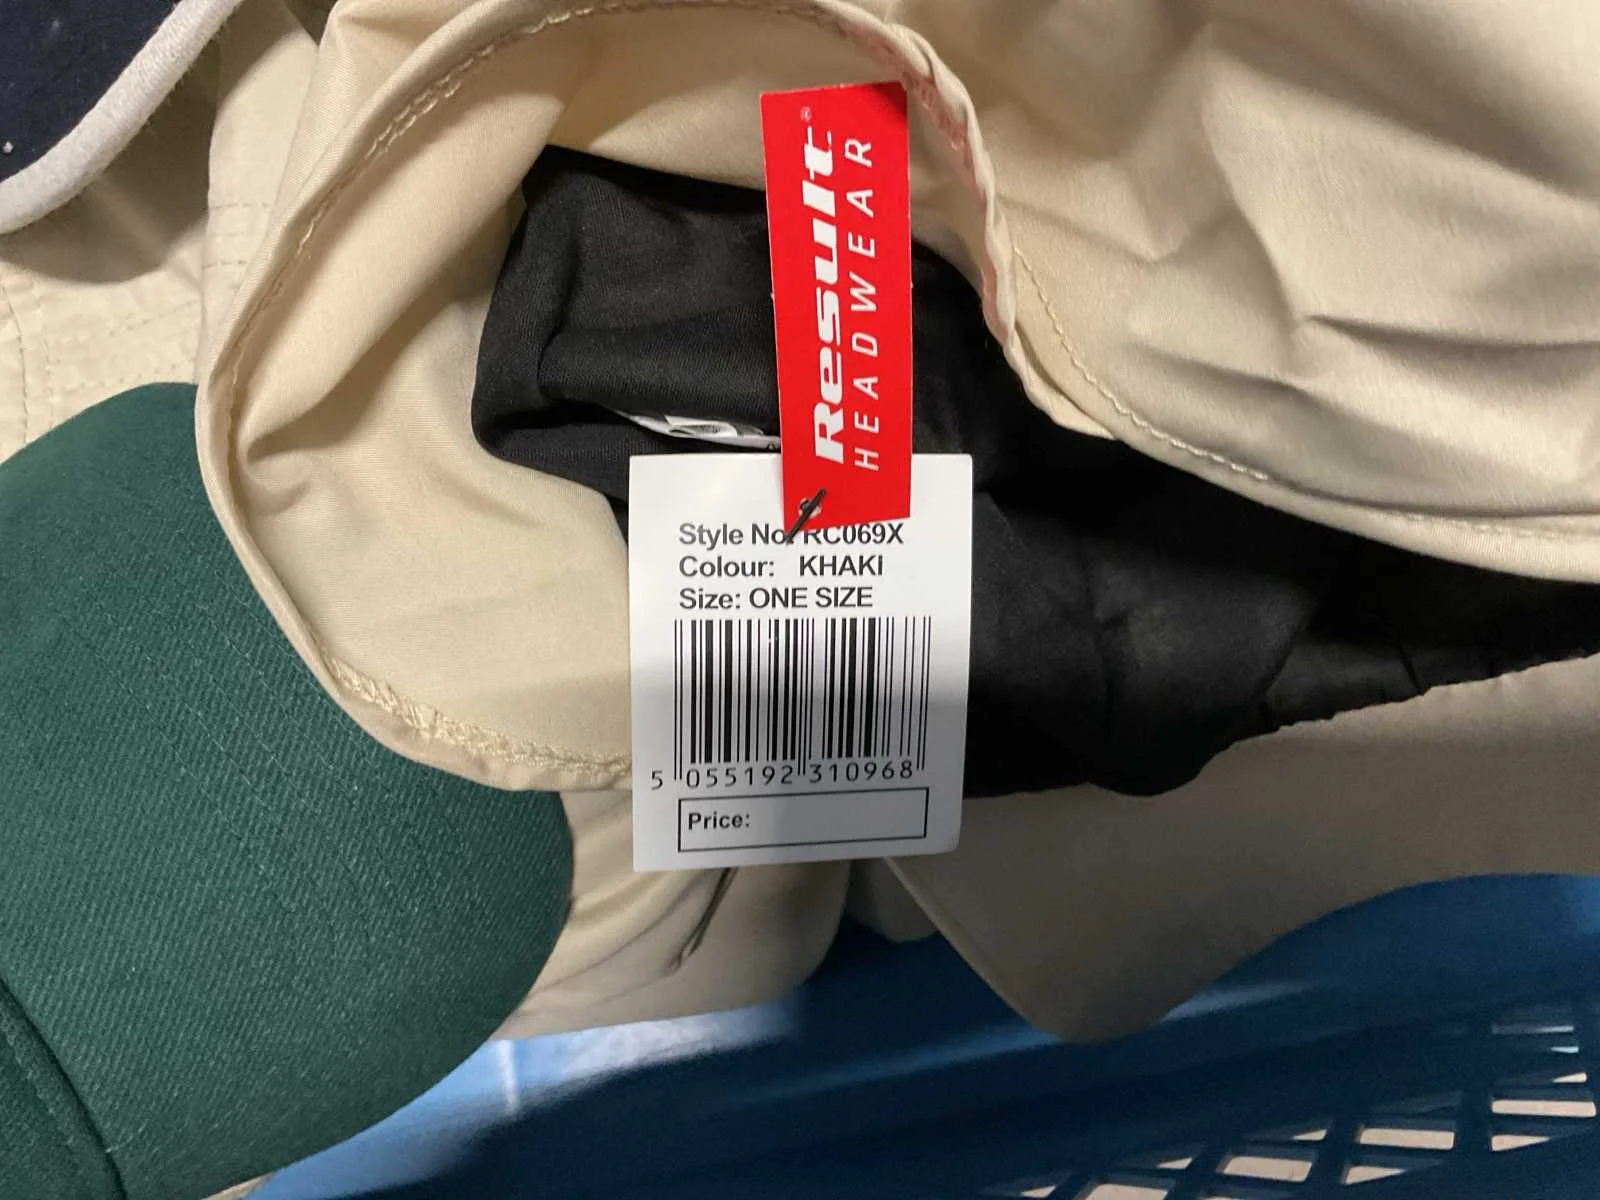 Result®
HEADWEAR
Style No: RC069X
Colour: KHAKI
Size: ONE SIZE
5 055192 310968
Price: